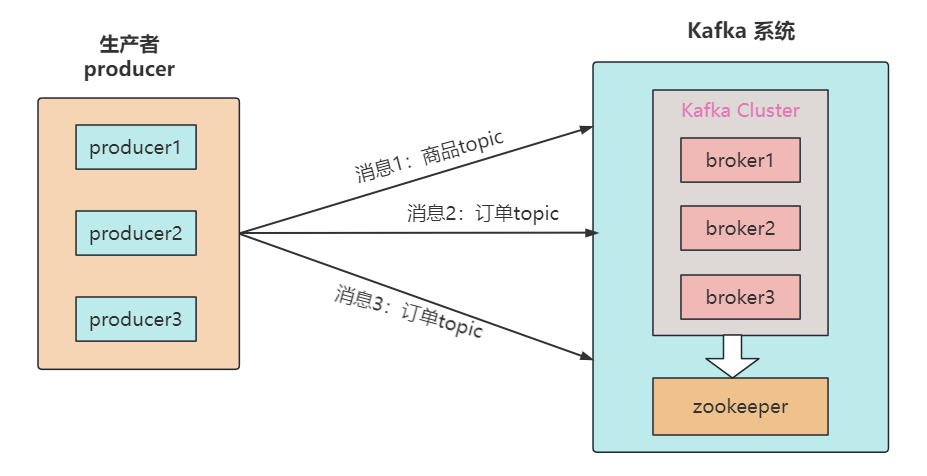 生产者
producer
producer1
producer2
producer3
消息1：商品topic
消息2：订单topic
消息3：订单topic
Kafka 系统
Kafka Cluster
broker1
broker2
broker3
zookeeper